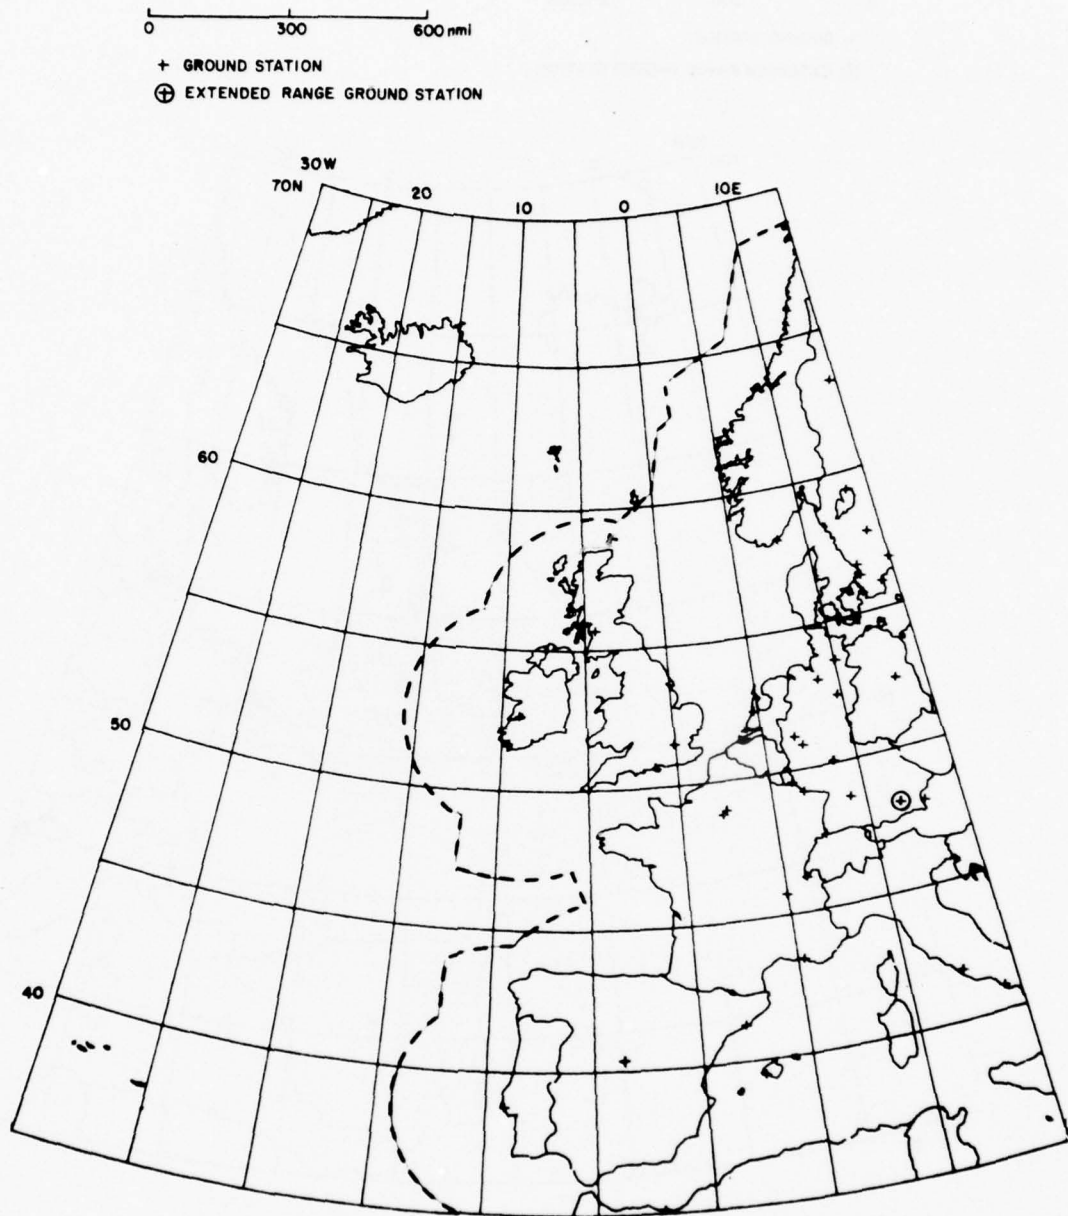 0 300 600 nmi
+ GROUND STATION
⊕ EXTENDED RANGE GROUND STATION
30W
70N 20 10 0 10E
60
50
40